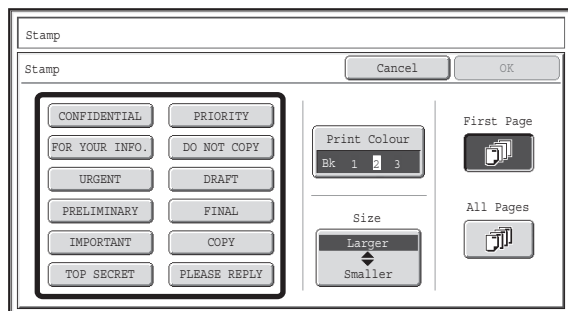 Stamp
Stamp Cancel OK
CONFIDENTIAL PRIORITY
FOR YOUR INFO. DO NOT COPY
URGENT DRAFT
PRELIMINARY FINAL
IMPORTANT COPY
TOP SECRET PLEASE REPLY
Print Colour
Bk 1 2 3
Size
Larger
Smaller
First Page
All Pages